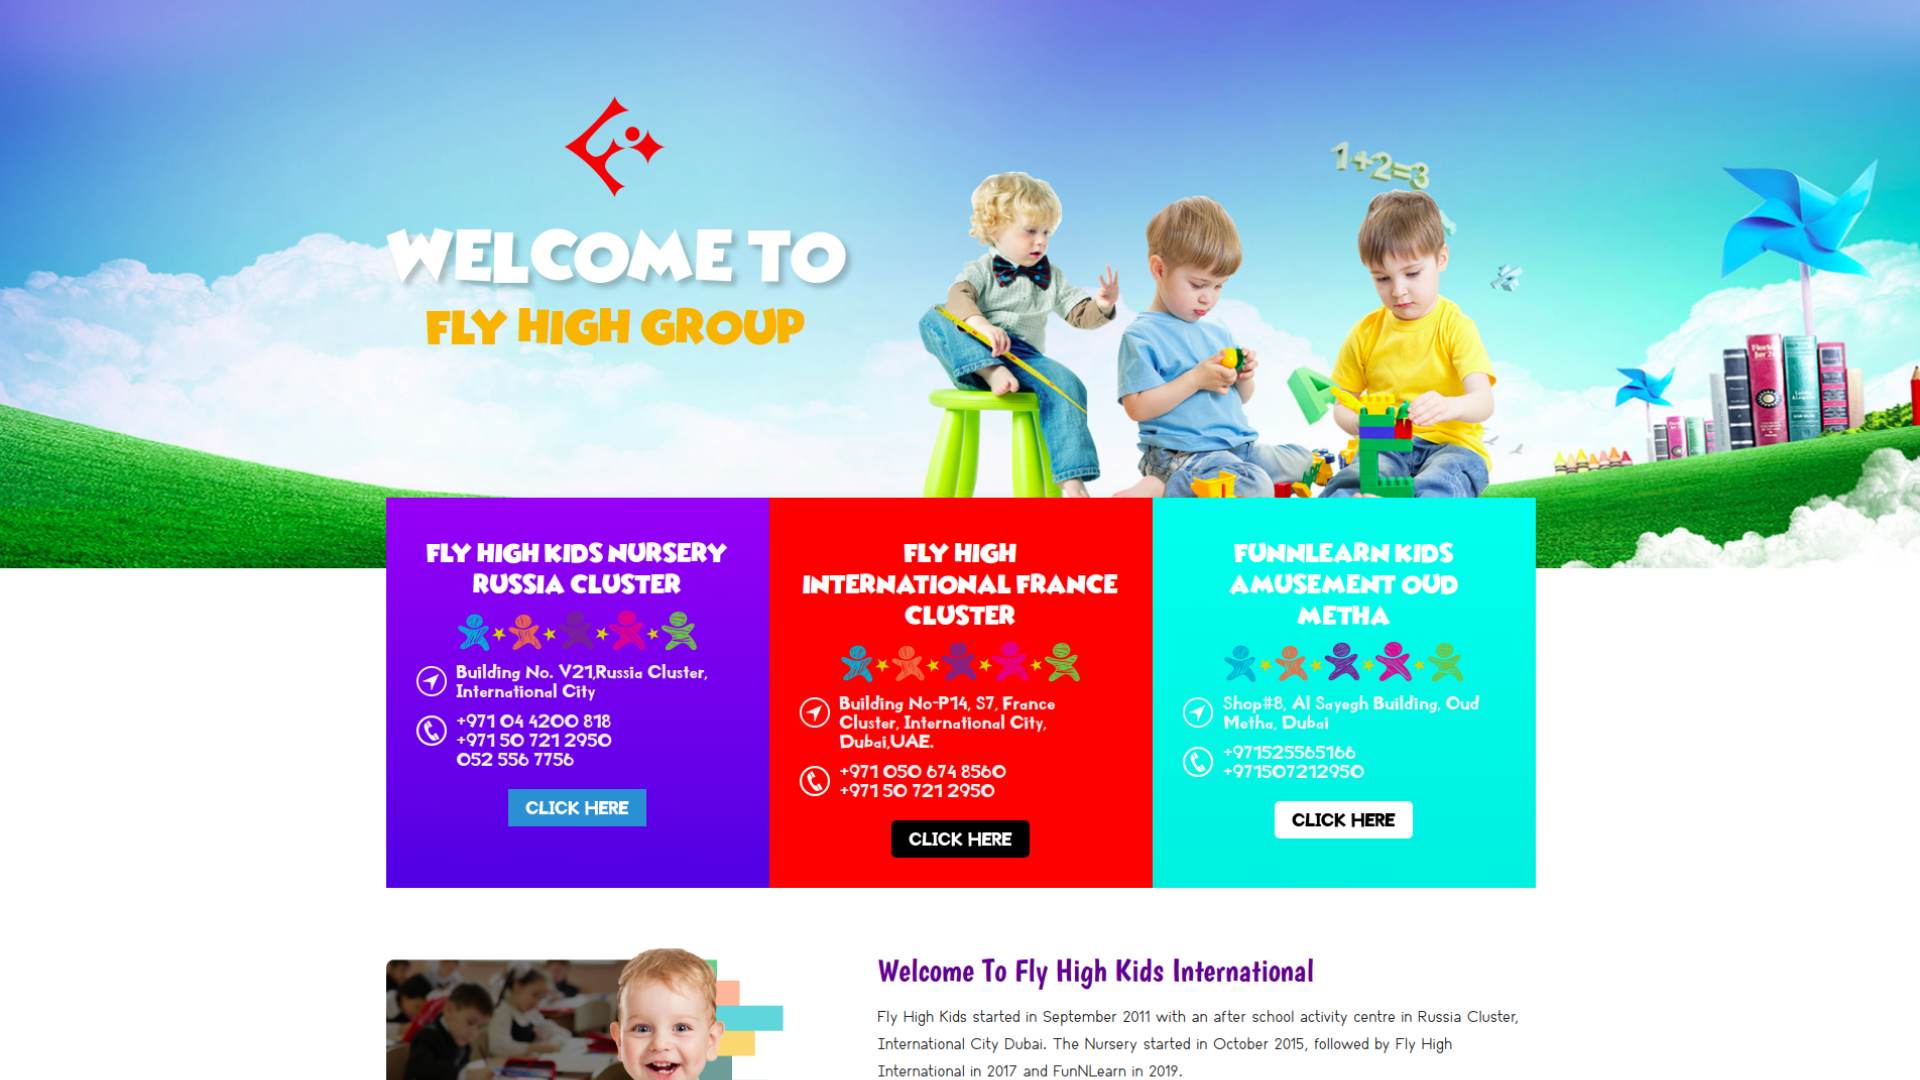 WELCOME TO
FLY HIGH GROUP
1+2=3
FLY HIGH KIDS NURSERY
RUSSIA CLUSTER
Building No. V21,Russia Cluster,
International City
+971 04 4200 818
+971 50 721 2950
052 556 7756
CLICK HERE
FLY HIGH
INTERNATIONAL FRANCE
CLUSTER
Building No-P14, S7, France
Cluster, International City,
Dubai,UAE.
+971 050 674 8560
+971 50 721 2950
CLICK HERE
FUNNLEARN KIDS
AMUSEMENT OUD
METHA
Shop#8, Al Sayegh Building, Oud
Metha, Dubai
+971525565166
+971507212950
CLICK HERE
Welcome To Fly High Kids International
Fly High Kids started in September 2011 with an after school activity centre in Russia Cluster,
International City Dubai. The Nursery started in October 2015, followed by Fly High
International in 2017 and FunNLearn in 2019.